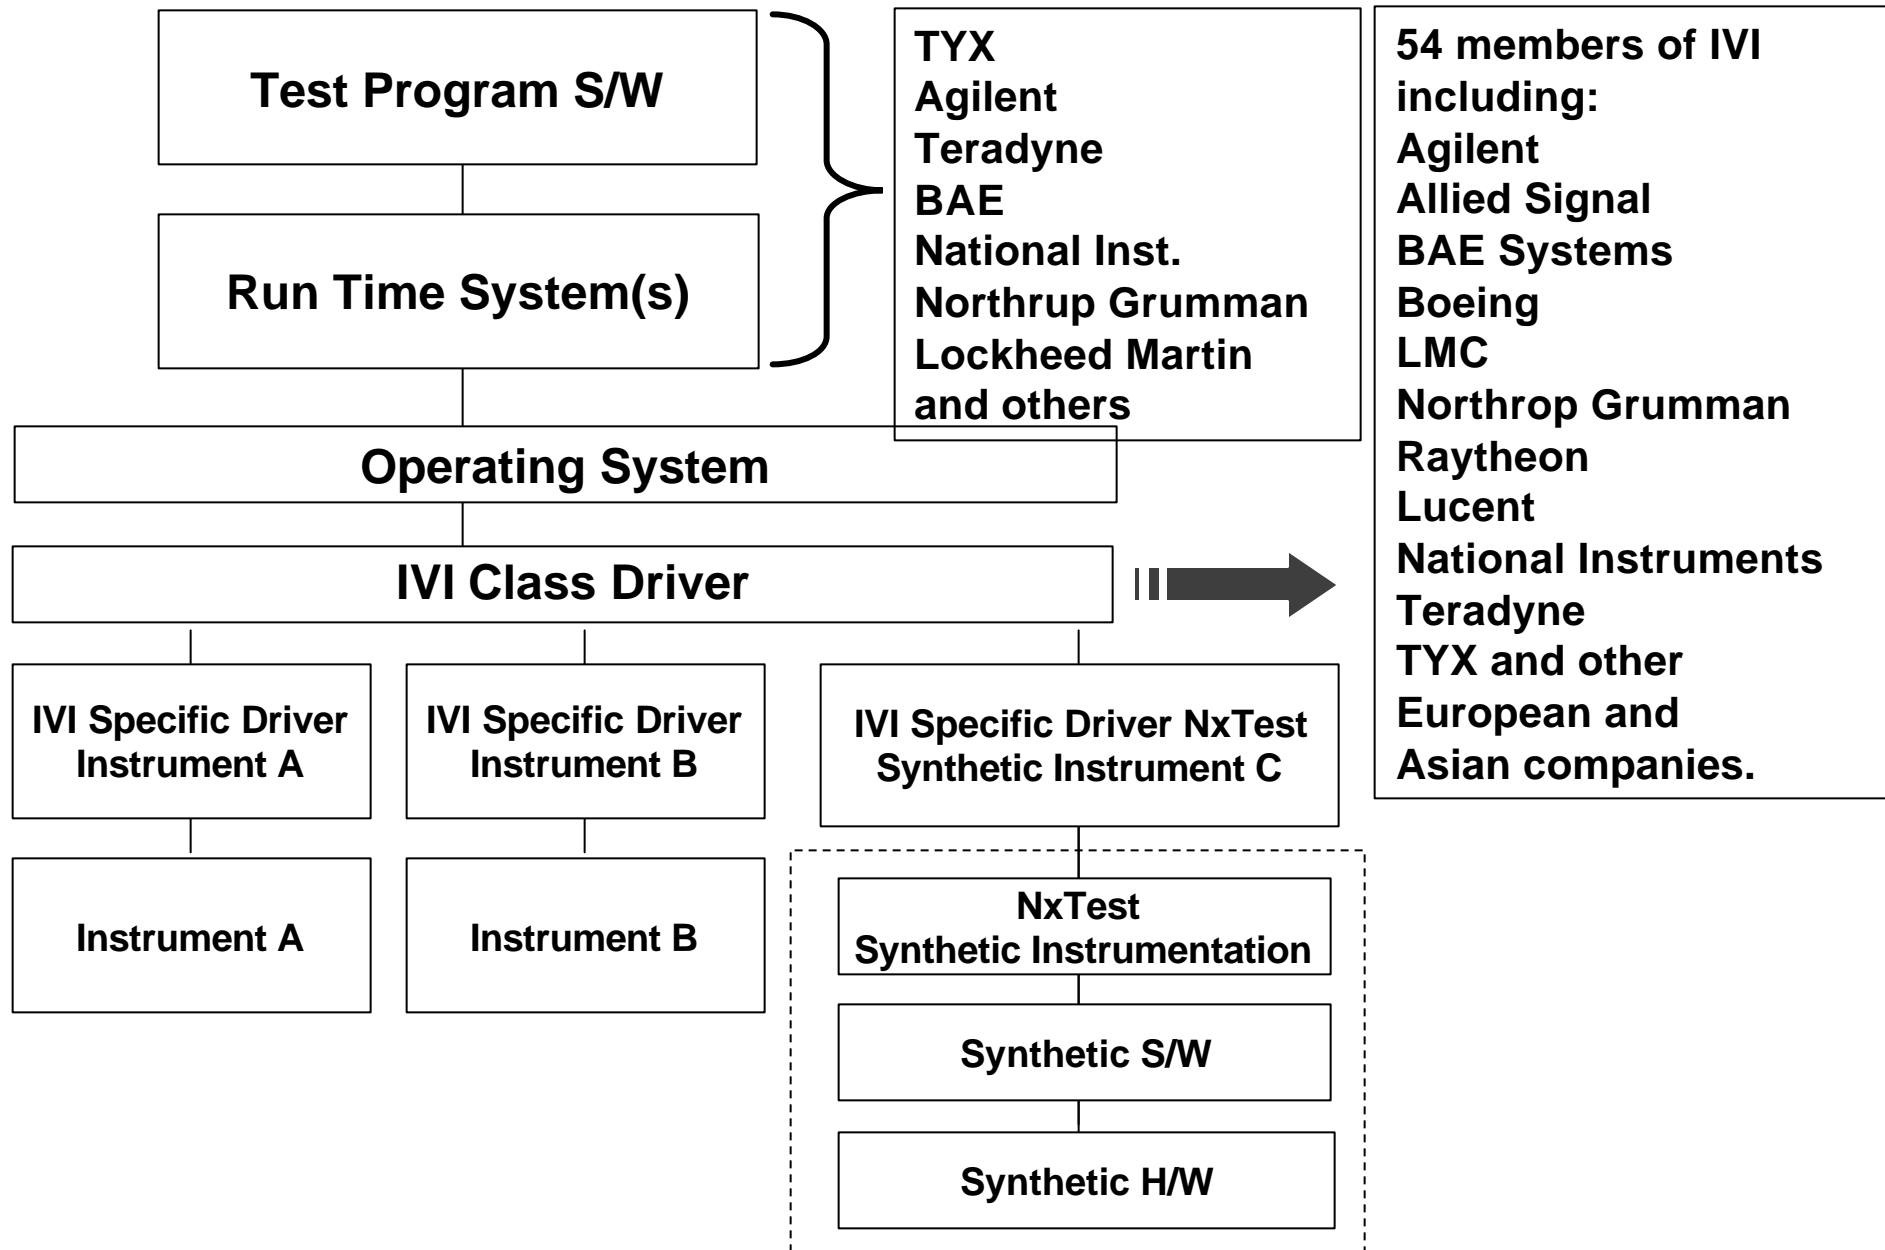 Test Program S/W
Run Time System(s)
TYX
Agilent
Teradyne
BAE
National Inst.
Northrup Grumman
Lockheed Martin
and others
54 members of IVI
including:
Agilent
Allied Signal
BAE Systems
Boeing
LMC
Northrop Grumman
Raytheon
Lucent
National Instruments
Teradyne
TYX and other
European and
Asian companies.
Operating System
IVI Class Driver
IVI Specific Driver
Instrument A
IVI Specific Driver
Instrument B
IVI Specific Driver NxTest
Synthetic Instrument C
Instrument A
Instrument B
NxTest
Synthetic Instrumentation
Synthetic S/W
Synthetic H/W